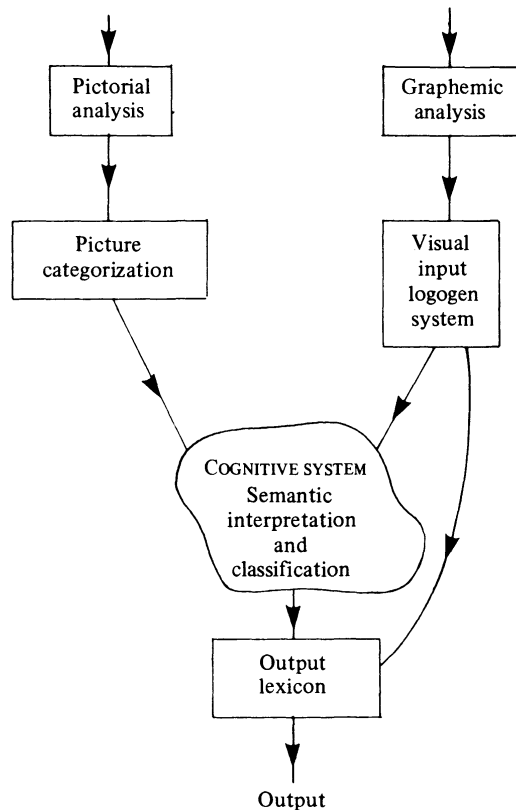 Pictorial
analysis
Graphemic
analysis
Picture
categorization
Visual
input
logogen
system
COGNITIVE SYSTEM
Semantic
interpretation
and
classification
Output
lexicon
Output